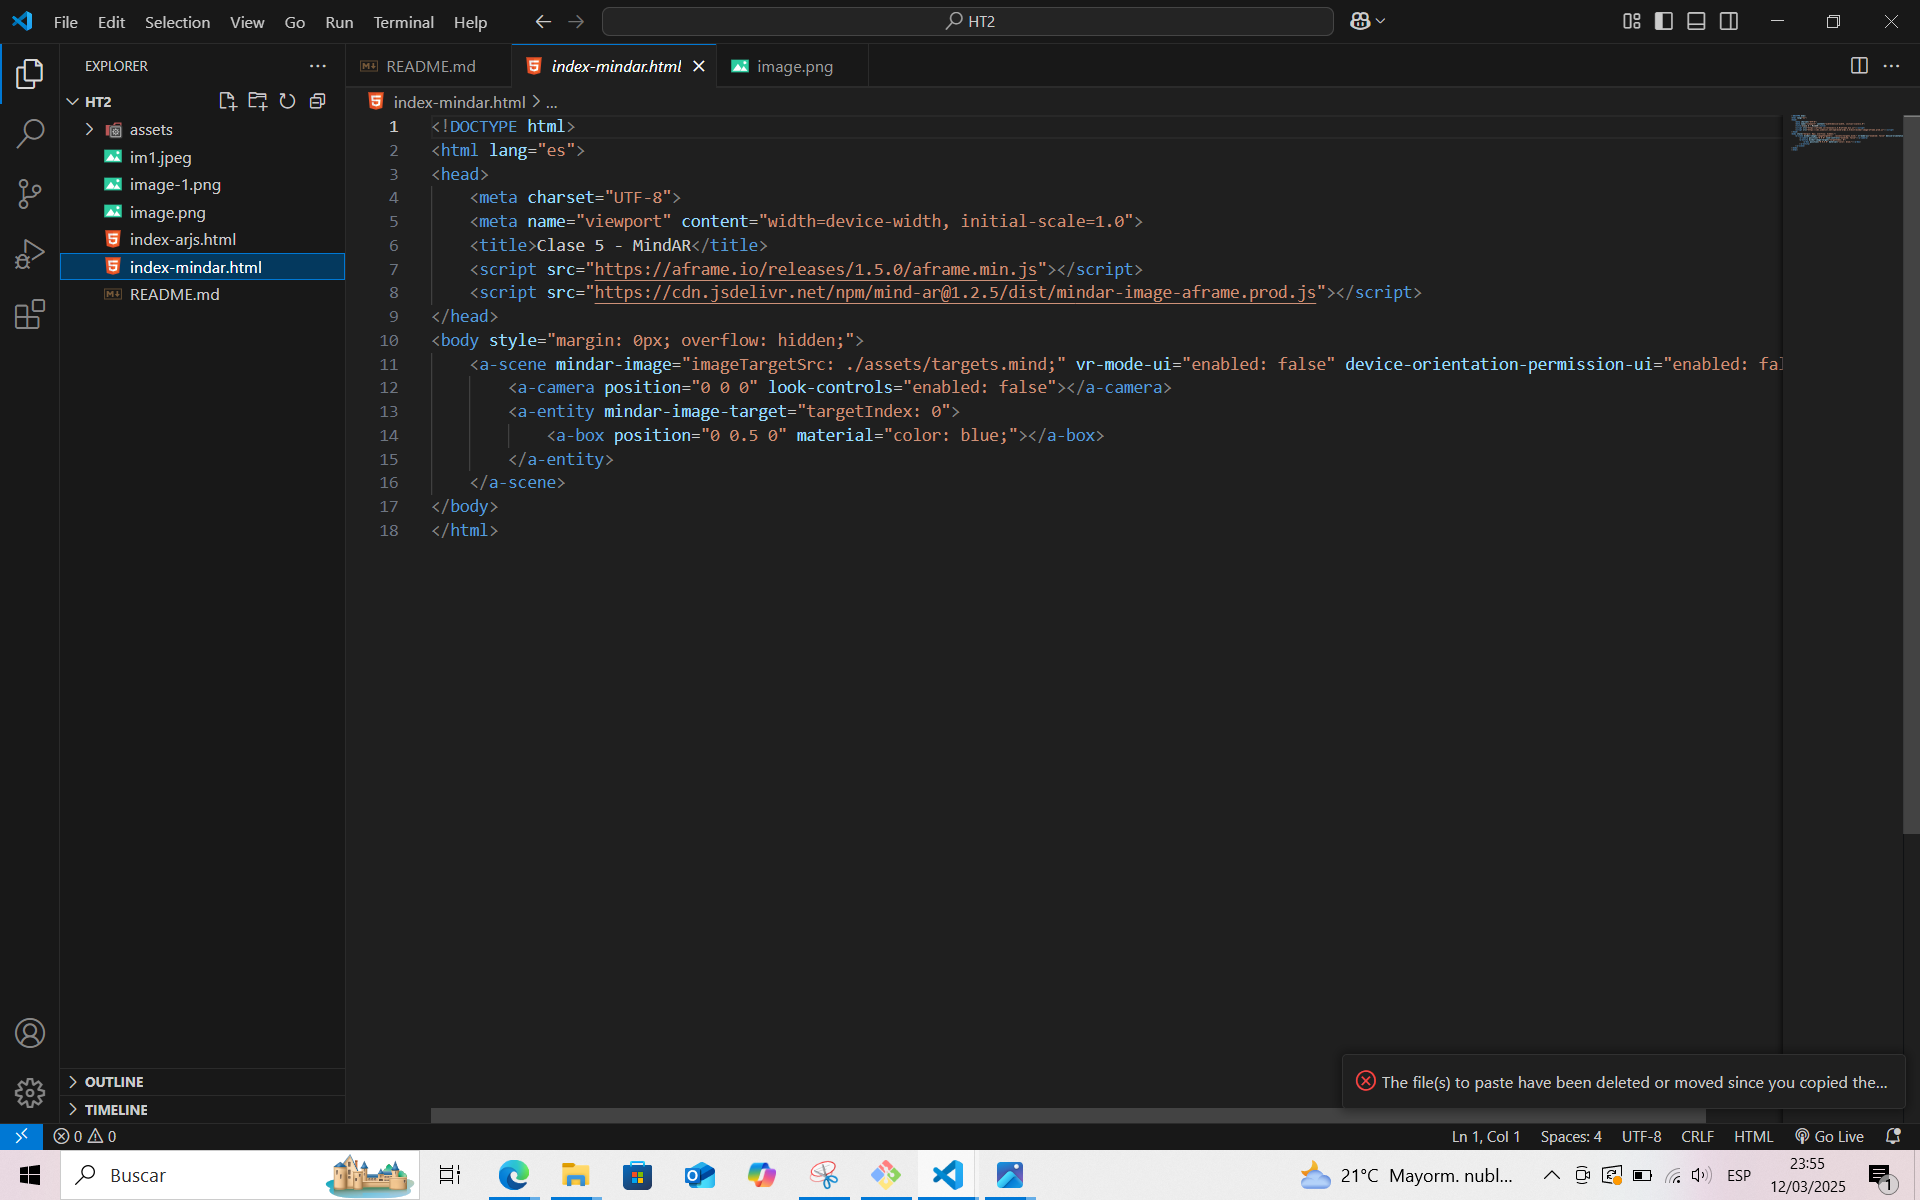 File Edit Selection View Go Run Terminal Help
HT2
EXPLORER
HT2
assets
im1.jpeg
image-1.png
image.png
index-arjs.html
index-mindar.html
README.md
OUTLINE
TIMELINE
README.md
index-mindar.html
image.png
index-mindar.html > ...
1 <!DOCTYPE html>
2 <html lang="es">
3 <head>
4 <meta charset="UTF-8">
5 <meta name="viewport" content="width=device-width, initial-scale=1.0">
6 <title>Clase 5 - MindAR</title>
7 <script src="https://aframe.io/releases/1.5.0/aframe.min.js"></script>
8 <script src="https://cdn.jsdelivr.net/npm/mind-ar@1.2.5/dist/mindar-image-aframe.prod.js"></script>
9 </head>
10 <body style="margin: 0px; overflow: hidden;">
11 <a-scene mindar-image="imageTargetSrc: ./assets/targets.mind;" vr-mode-ui="enabled: false" device-orientation-permission-ui="enabled: fal
12 <a-camera position="0 0 0" look-controls="enabled: false"></a-camera>
13 <a-entity mindar-image-target="targetIndex: 0">
14 <a-box position="0 0.5 0" material="color: blue;"></a-box>
15 </a-entity>
16 </a-scene>
17 </body>
18 </html>
The file(s) to paste have been deleted or moved since you copied the...
0 0
Ln 1, Col 1 Spaces: 4 UTF-8 CRLF HTML Go Live
Buscar
21°C Mayorm. nubl...
ESP
23:55
12/03/2025
1